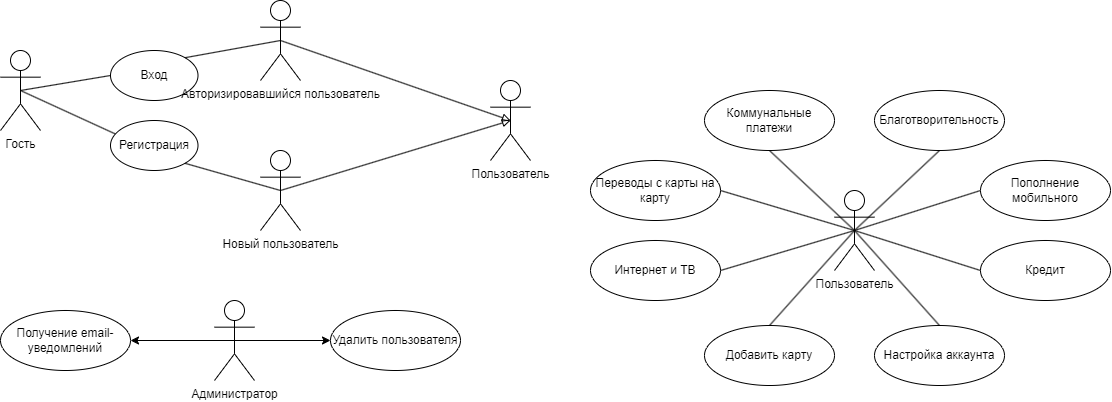 Вход
Авторизировавшийся пользователь
Гость
Регистрация
Пользователь
Новый пользователь
Получение email-
уведомлений
Удалить пользователя
Администратор
Коммунальные
платежи
Благотворительность
Переводы с карты на
карту
Пополнение
мобильного
Интернет и ТВ
Пользователь
Кредит
Добавить карту
Настройка аккаунта